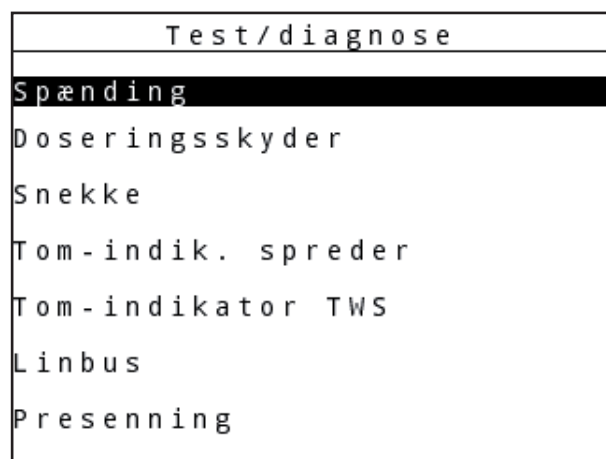 Test/diagnose
Spænding
Doseringsskyder
Snekke
Tom-indik. spreder
Tom-indikator TWS
Linbus
Presenning